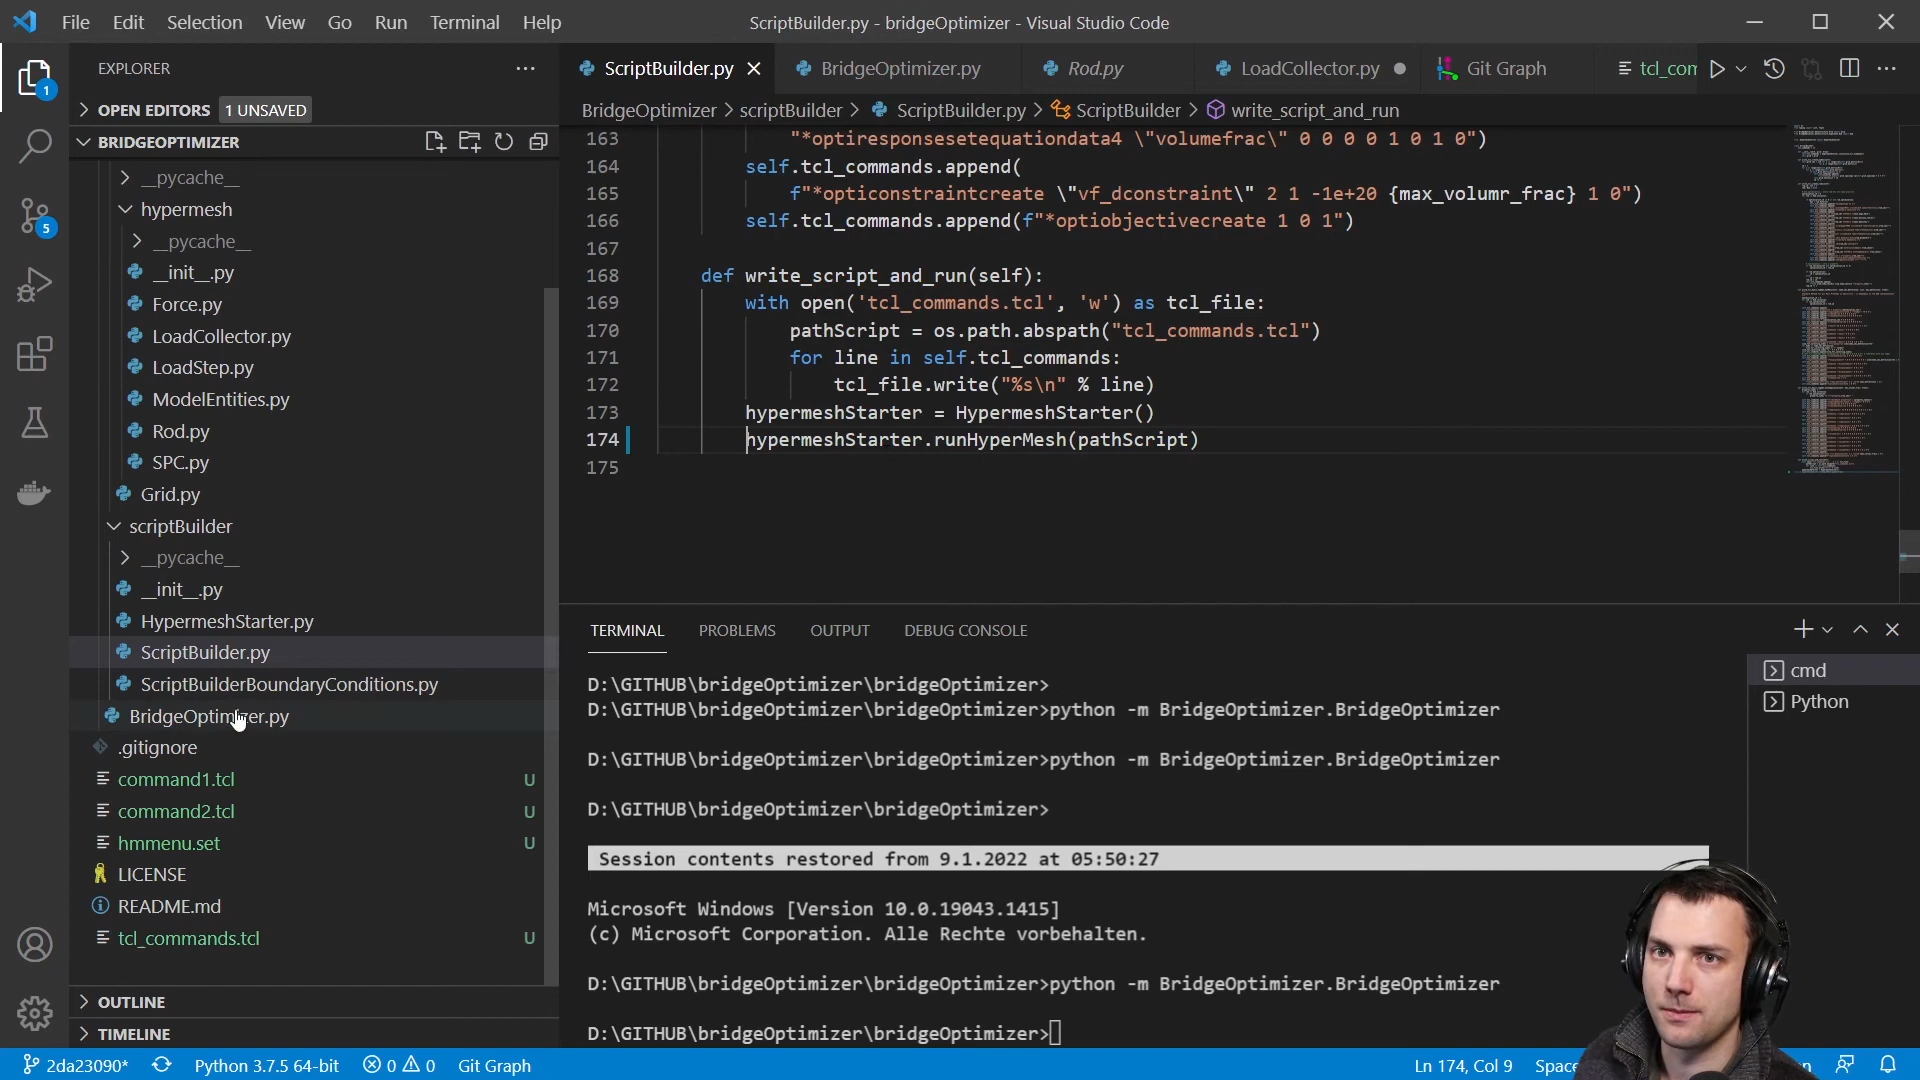 File Edit Selection View Go Run Terminal Help
ScriptBuilder.py - bridgeOptimizer - Visual Studio Code
EXPLORER
OPEN EDITORS 1 UNSAVED
BRIDGEOPTIMIZER
__pycache__
hypermesh
__pycache__
__init__.py
Force.py
LoadCollector.py
LoadStep.py
ModelEntities.py
Rod.py
SPC.py
Grid.py
scriptBuilder
__pycache__
__init__.py
HypermeshStarter.py
ScriptBuilder.py
ScriptBuilderBoundaryConditions.py
BridgeOptimizer.py
.gitignore
command1.tcl U
command2.tcl U
hmmenu.set U
LICENSE
README.md
tcl_commands.tcl U
OUTLINE
TIMELINE
1
5
ScriptBuilder.py BridgeOptimizer.py Rod.py LoadCollector.py Git Graph tcl_con
BridgeOptimizer > scriptBuilder > ScriptBuilder.py > ScriptBuilder > write_script_and_run
163 "*optiresponsesetequationdata4 \"volumefrac\" 0 0 0 0 1 0 1 0")
164 self.tcl_commands.append(
165 f"*opticonstraintcreate \"vf_dconstraint\" 2 1 -1e+20 {max_volumr_frac} 1 0")
166 self.tcl_commands.append(f"*optiobjectivecreate 1 0 1")
167
168 def write_script_and_run(self):
169 with open('tcl_commands.tcl', 'w') as tcl_file:
170 pathScript = os.path.abspath("tcl_commands.tcl")
171 for line in self.tcl_commands:
172 tcl_file.write("%s\n" % line)
173 hypermeshStarter = HypermeshStarter()
174 hypermeshStarter.runHyperMesh(pathScript)
175
TERMINAL PROBLEMS OUTPUT DEBUG CONSOLE
D:\GITHUB\bridgeOptimizer\bridgeOptimizer>
D:\GITHUB\bridgeOptimizer\bridgeOptimizer>python -m BridgeOptimizer.BridgeOptimizer
D:\GITHUB\bridgeOptimizer\bridgeOptimizer>python -m BridgeOptimizer.BridgeOptimizer
D:\GITHUB\bridgeOptimizer\bridgeOptimizer>
Session contents restored from 9.1.2022 at 05:50:27
Microsoft Windows [Version 10.0.19043.1415]
(c) Microsoft Corporation. Alle Rechte vorbehalten.
D:\GITHUB\bridgeOptimizer\bridgeOptimizer>python -m BridgeOptimizer.BridgeOptimizer
D:\GITHUB\bridgeOptimizer\bridgeOptimizer>
cmd
Python
2da23090* Python 3.7.5 64-bit 0 0 Git Graph
Ln 174, Col 9 Space